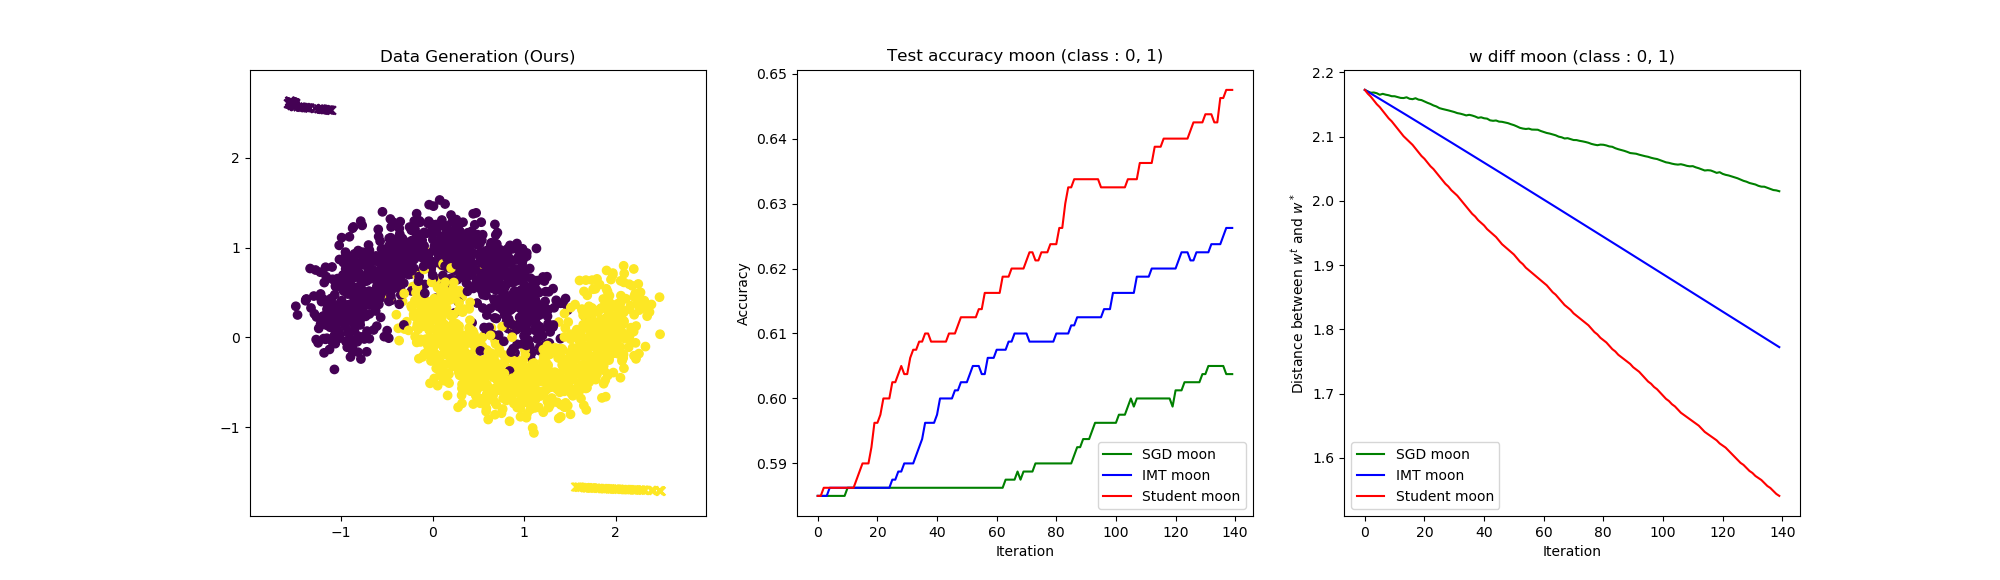 Data Generation (Ours)
2
1
0
−1
−1
0
1
2
Test accuracy moon (class : 0, 1)
Accuracy
0.65
0.64
0.63
0.62
0.61
0.60
0.59
SGD moon
IMT moon
Student moon
0
20
40
60
80
100
120
140
Iteration
w diff moon (class : 0, 1)
Distance between w^t and w^*
2.2
2.1
2.0
1.9
1.8
1.7
1.6
SGD moon
IMT moon
Student moon
0
20
40
60
80
100
120
140
Iteration